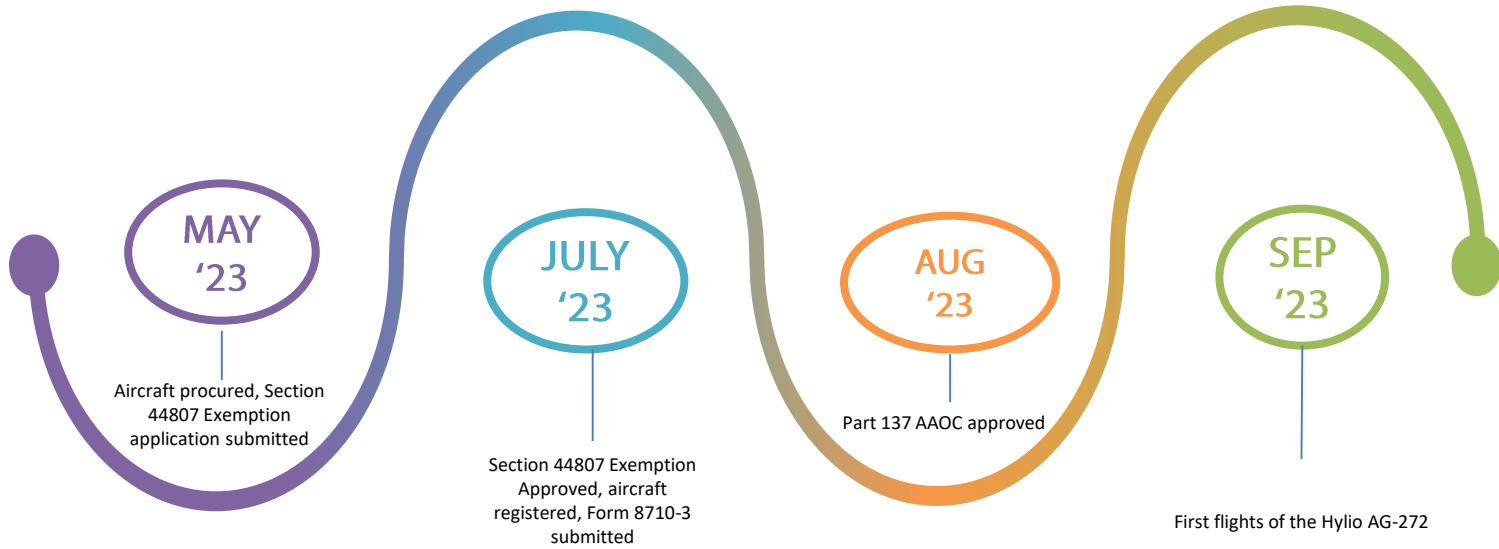 MAY
‘23
Aircraft procured, Section
44807 Exemption
application submitted
JULY
‘23
Section 44807 Exemption
Approved, aircraft
registered, Form 8710-3
submitted
AUG
‘23
Part 137 AAOC approved
SEP
‘23
First flights of the Hylio AG-272